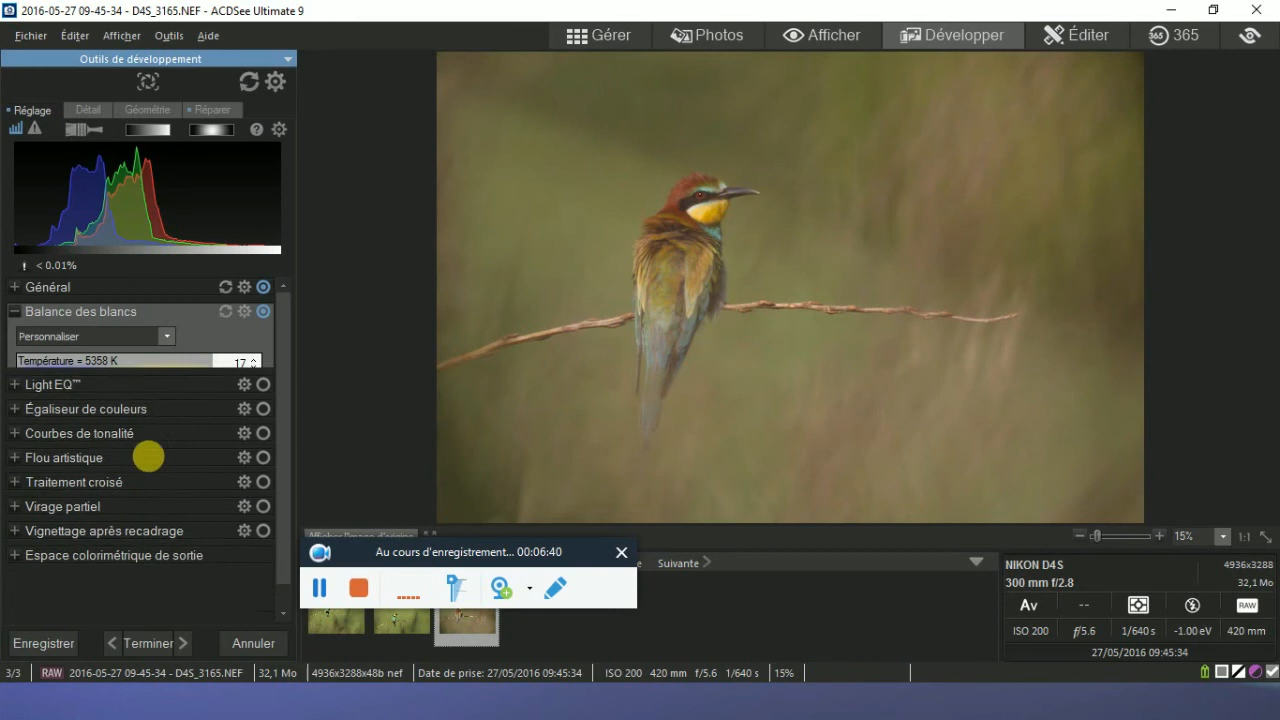 2016-05-27 09-45-34 - D4S_3165.NEF - ACDSee Ultimate 9
Fichier Éditer Afficher Outils Aide
Gérer Photos Afficher Développer Éditer 365
Outils de développement
Réglage Détail Géométrie Réparer
< 0.01%
Général
Balance des blancs
Personnaliser
Température = 5358 K 17
Light EQ™
Égaliseur de couleurs
Courbes de tonalité
Flou artistique
Traitement croisé
Virage partiel
Vignettage après recadrage
Espace colorimétrique de sortie
Enregistrer Terminer Annuler
Afficher l'image d'origine
15% 1:1
Au cours d'enregistrement... 00:06:40
Suivante
NIKON D4S 4936x3288
300 mm f/2.8 32,1 Mo
Av -- RAW
ISO 200 f/5.6 1/640 s -1.00 eV 420 mm
27/05/2016 09:45:34
3/3 RAW 2016-05-27 09-45-34 - D4S_3165.NEF 32,1 Mo 4936x3288x48b nef Date de prise: 27/05/2016 09:45:34 ISO 200 420 mm f/5.6 1/640 s 15%